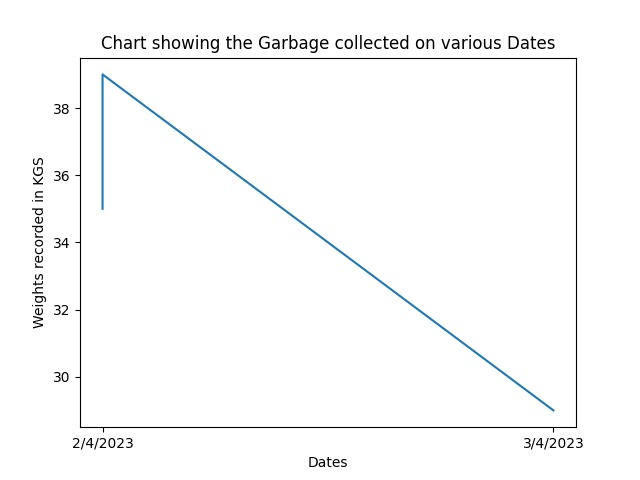 Chart showing the Garbage collected on various Dates
Weights recorded in KGS
38
36
34
32
30
2/4/2023
3/4/2023
Dates